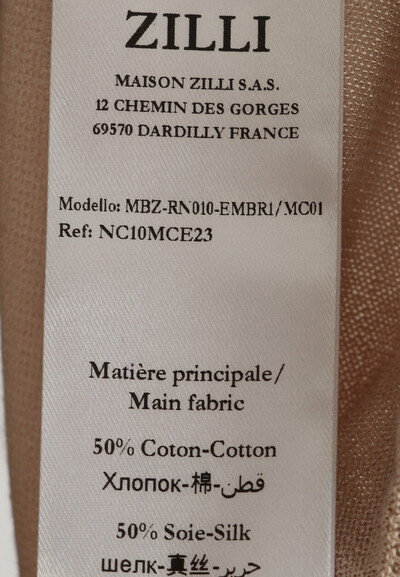 ZILLI
MAISON ZILLI S.A.S.
12 CHEMIN DES GORGES
69570 DARDILLY FRANCE
Modello: MBZ-RN010-EMBR1/MC01
Ref: NC10MCE23
Matière principale/
Main fabric
50% Coton-Cotton
Хлопок-棉-قطن
50% Soie-Silk
шелк-真丝-حرير